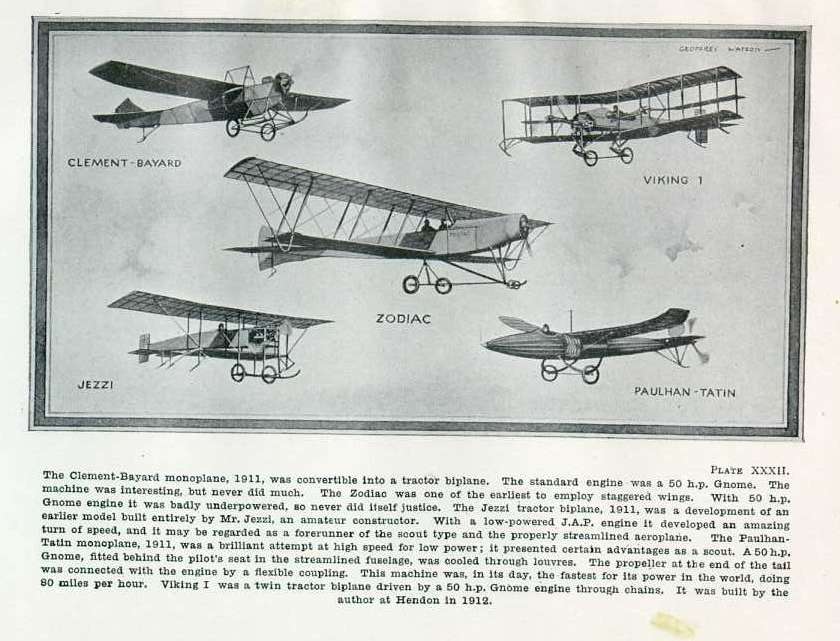 GEOFFREY WATSON
CLEMENT-BAYARD
VIKING 1
ZODIAC
JEZZI
PAULHAN-TATIN
PLATE XXXII.
The Clement-Bayard monoplane, 1911, was convertible into a tractor biplane. The standard engine was a 50 h.p. Gnome. The
machine was interesting, but never did much. The Zodiac was one of the earliest to employ staggered wings. With 50 h.p.
Gnome engine it was badly underpowered, so never did itself justice. The Jezzi tractor biplane, 1911, was a development of an
earlier model built entirely by Mr. Jezzi, an amateur constructor. With a low-powered J.A.P. engine it developed an amazing
turn of speed, and it may be regarded as a forerunner of the scout type and the properly streamlined aeroplane. The Paulhan-
Tatin monoplane, 1911, was a brilliant attempt at high speed for low power; it presented certain advantages as a scout. A 50 h.p.
Gnome, fitted behind the pilot's seat in the streamlined fuselage, was cooled through louvres. The propeller at the end of the tail
was connected with the engine by a flexible coupling. This machine was, in its day, the fastest for its power in the world, doing
80 miles per hour. Viking I was a twin tractor biplane driven by a 50 h.p. Gnome engine through chains. It was built by the
author at Hendon in 1912.